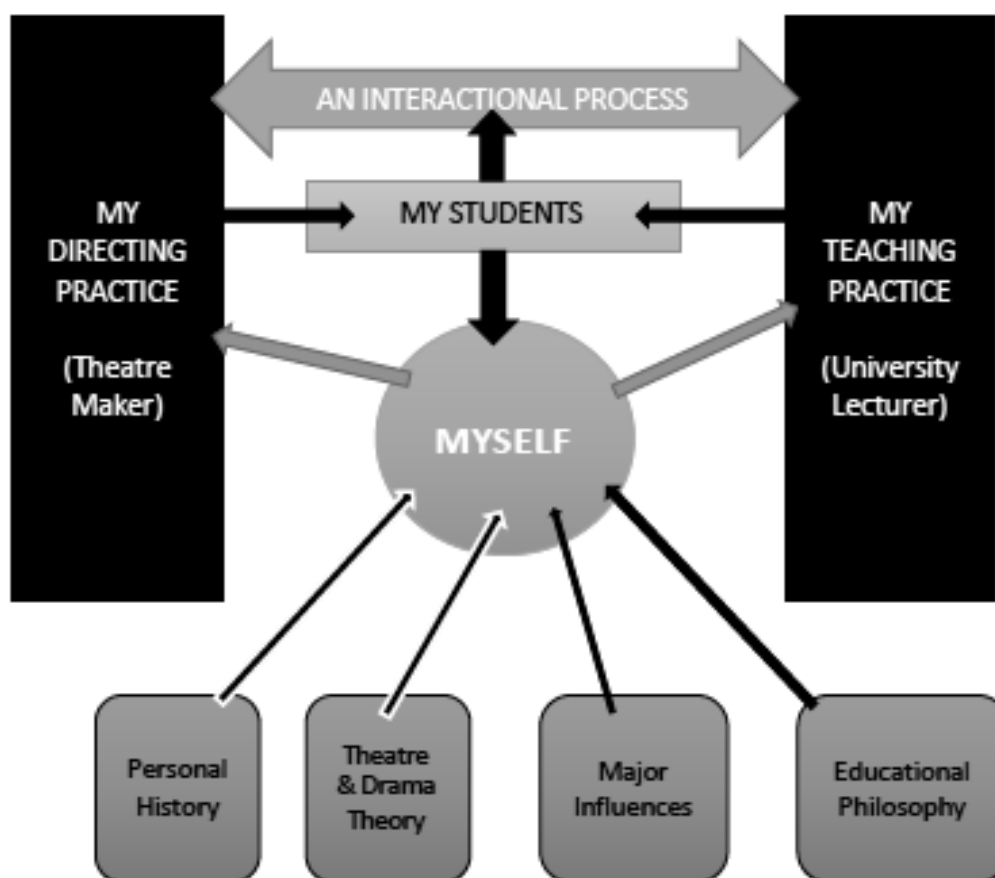 AN INTERACTIONAL PROCESS
MY
DIRECTING
PRACTICE
(Theatre
Maker)
MY STUDENTS
MY
TEACHING
PRACTICE
(University
Lecturer)
MYSELF
Personal
History
Theatre
& Drama
Theory
Major
Influences
Educational
Philosophy